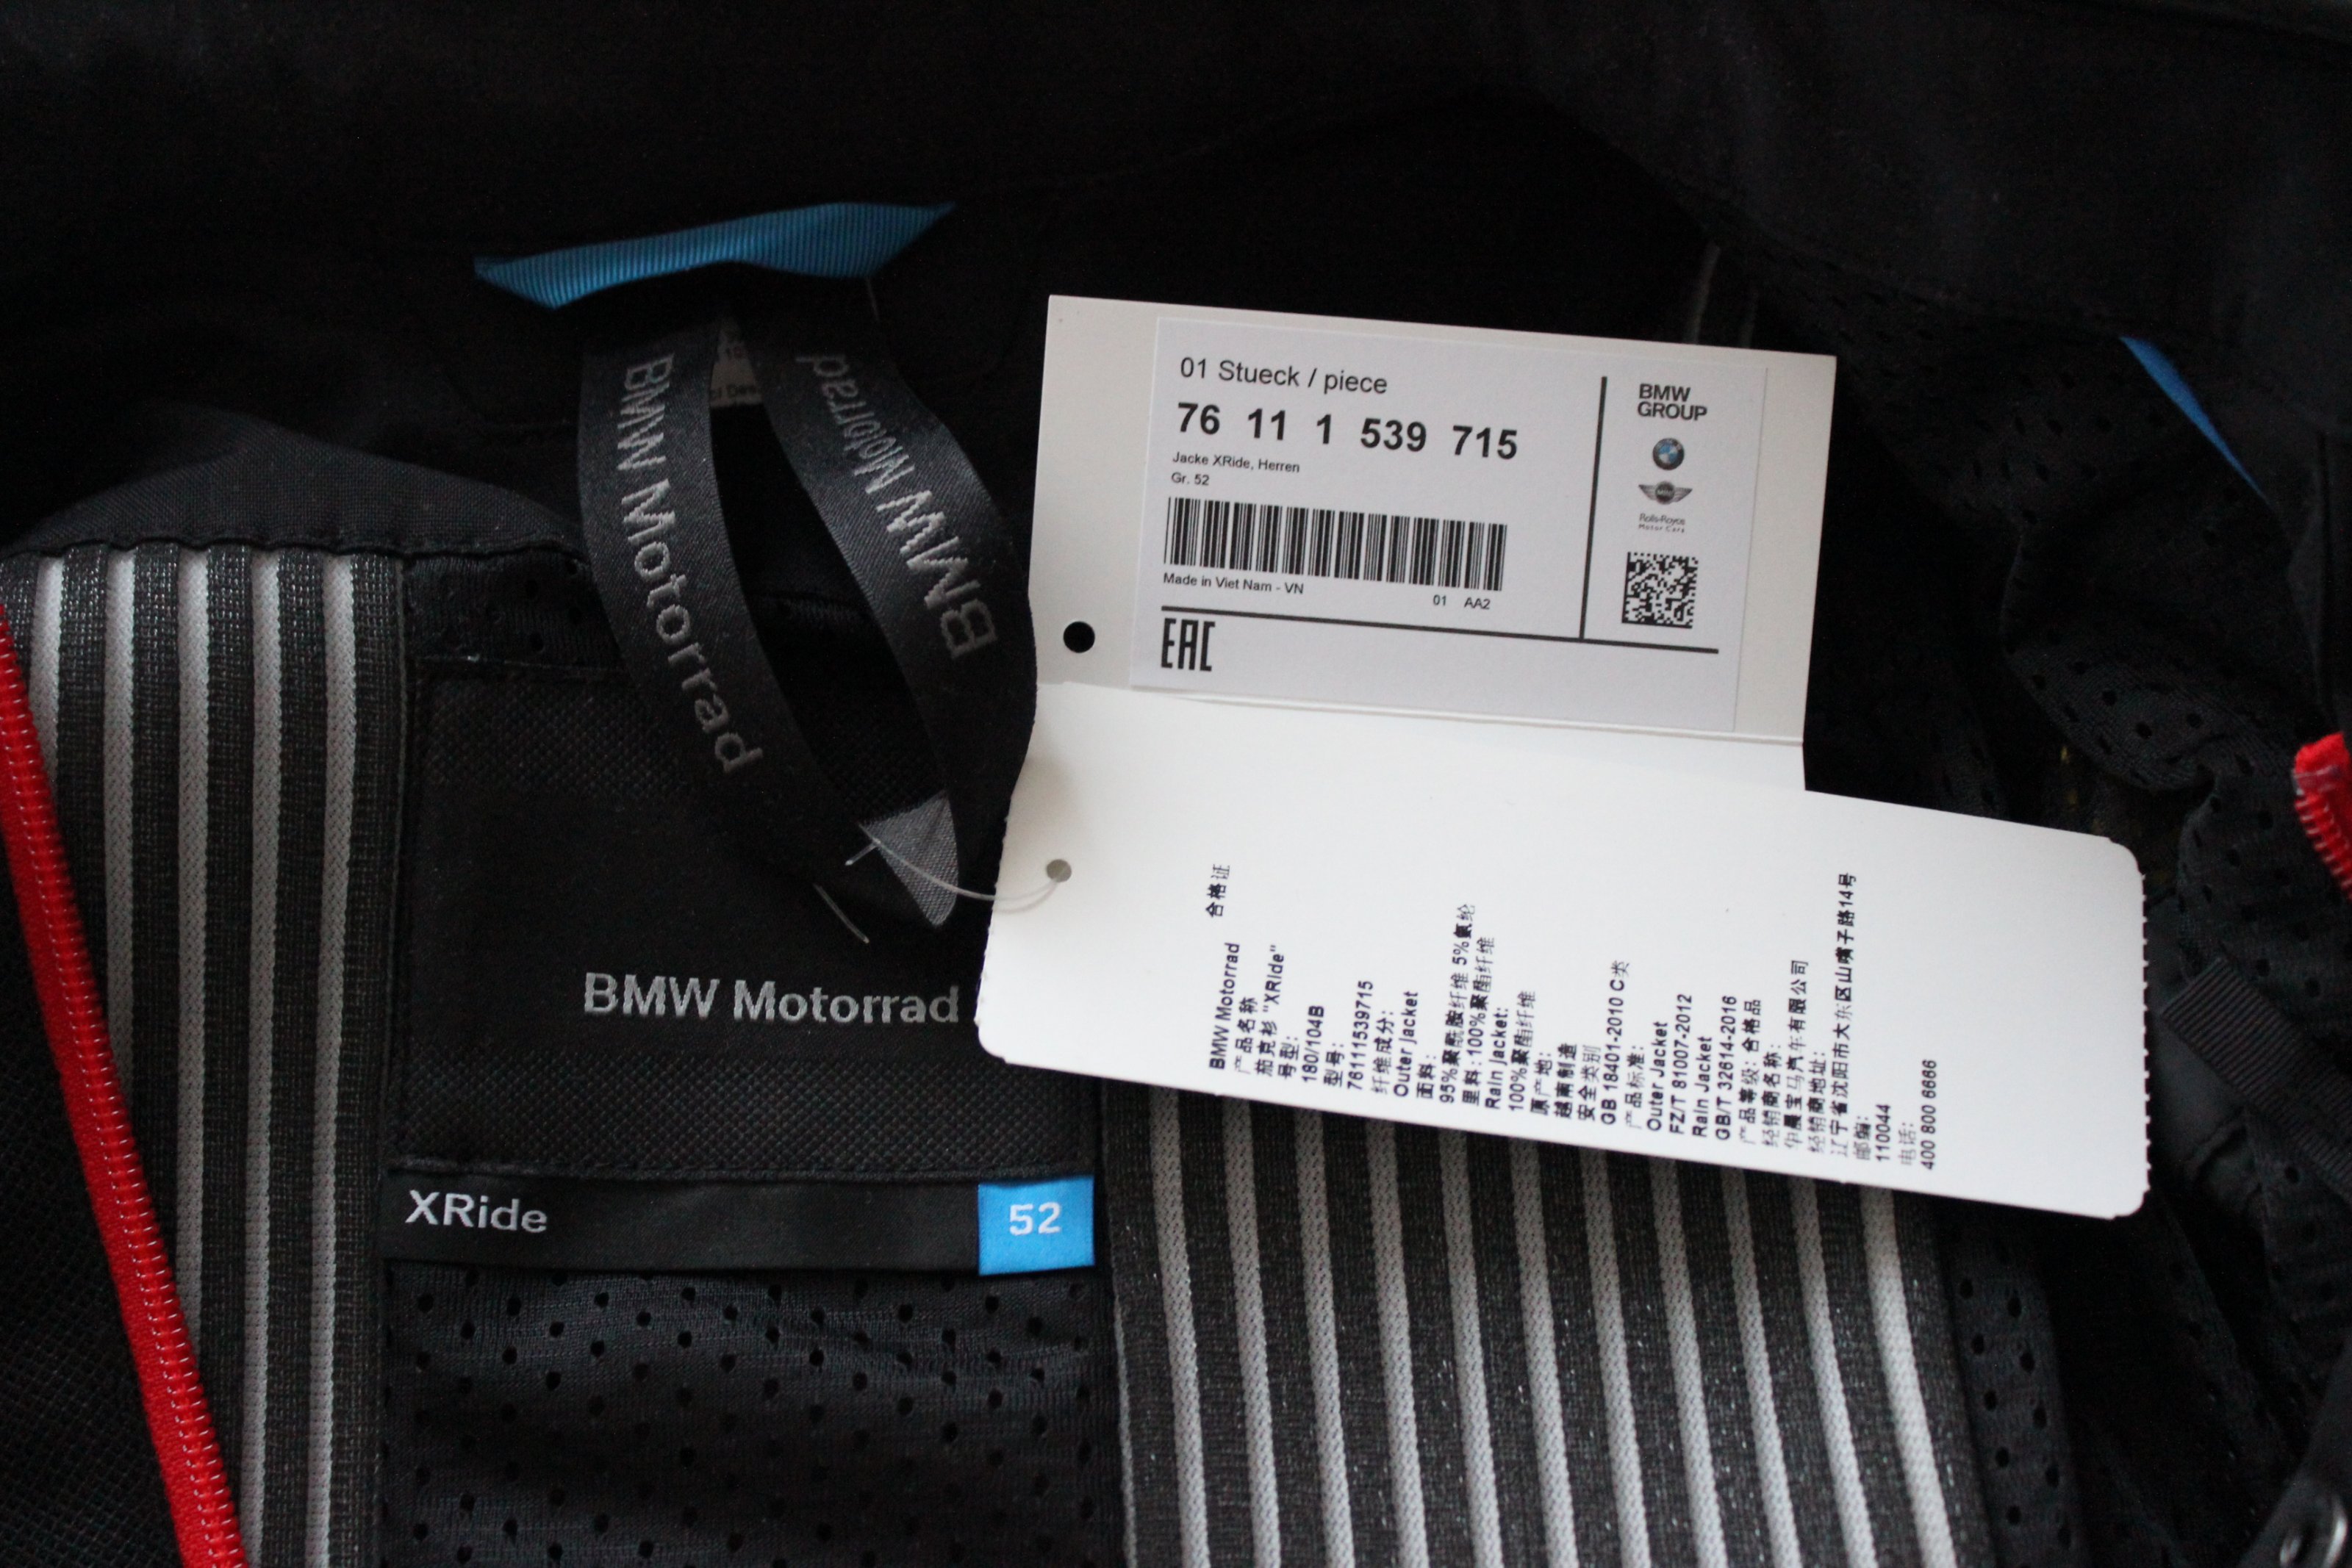 BMW Motorrad
BMW Motorrad
01 Stueck / piece
76 11 1 539 715
Jacke XRide, Herren
Gr. 52
Made in Viet Nam - VN
01 AA2
EAC
BMW
GROUP
Rolls-Royce
Motor Cars
BMW Motorrad
XRide
52
合格证
BMW Motorrad
产品名称
茄克衫 "XRide"
号型:
180/104B
型号:
76111539715
纤维成分:
Outer jacket
面料:
95%聚酰胺纤维 5%氨纶
里料: 100%聚酯纤维
Rain jacket:
100%聚酯纤维
原产地:
越南制造
安全类别
GB 18401-2010 C类
产品标准:
Outer Jacket
FZ/T 81007-2012
Rain Jacket
GB/T 32614-2016
产品等级: 合格品
经销商名称:
华晨宝马汽车有限公司
经销商地址:
辽宁省沈阳市大东区山嘴子路14号
邮编:
110044
电话:
400 800 6666